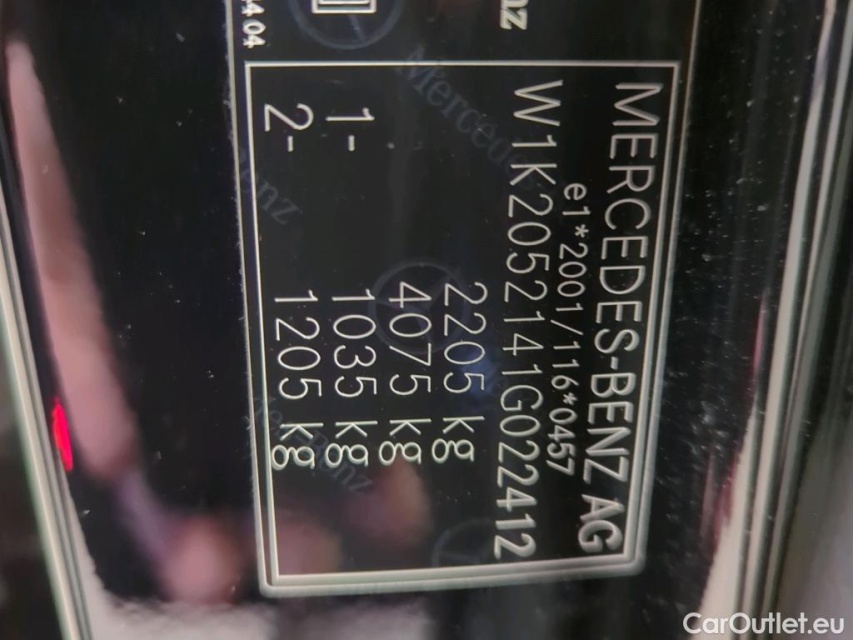 MERCEDES-BENZ AG
e1*2001/116*0457
W1K2052141G022412
2205 kg
4075 kg
1- 1035 kg
2- 1205 kg
CarOutlet.eu